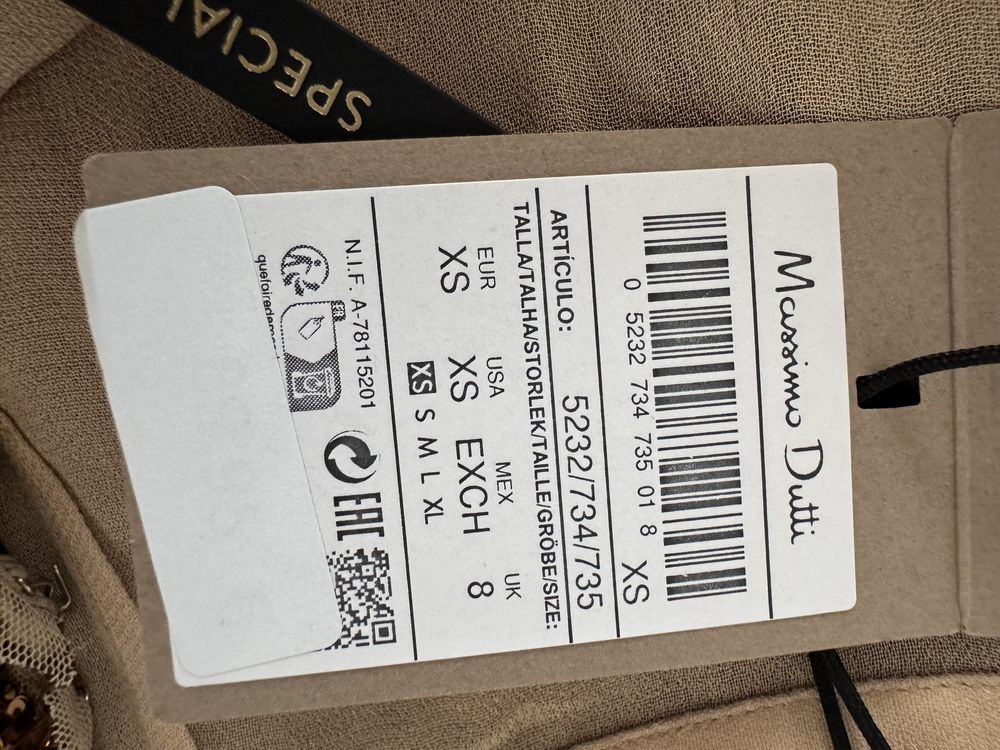 SPECIAL
Massimo Dutti
0 5232 734 735 01 8 XS
ARTÍCULO: 5232/734/735
TALLA/TALHA/STORLEK/TAILLE/GRÖBE/SIZE:
EUR USA MEX UK
XS XS EXCH 8
XS S M L XL
N.I.F. A-78115201
EAC